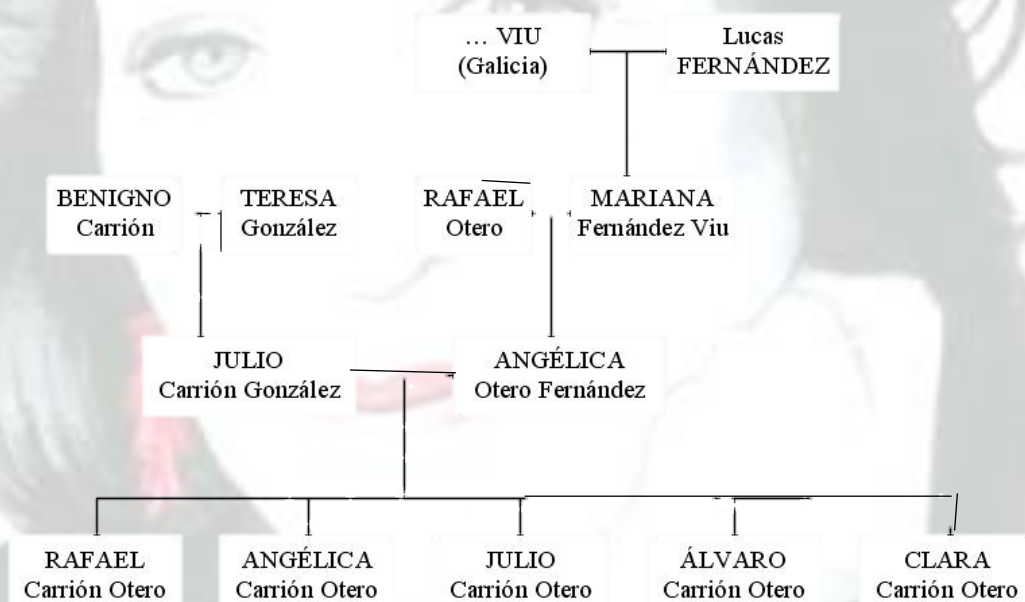 ... VIU
(Galicia)
Lucas
FERNÁNDEZ
BENIGNO
Carrión
TERESA
González
RAFAEL
Otero
MARIANA
Fernández Viu
JULIO
Carrión González
ANGÉLICA
Otero Fernández
RAFAEL
Carrión Otero
ANGÉLICA
Carrión Otero
JULIO
Carrión Otero
ÁLVARO
Carrión Otero
CLARA
Carrión Otero